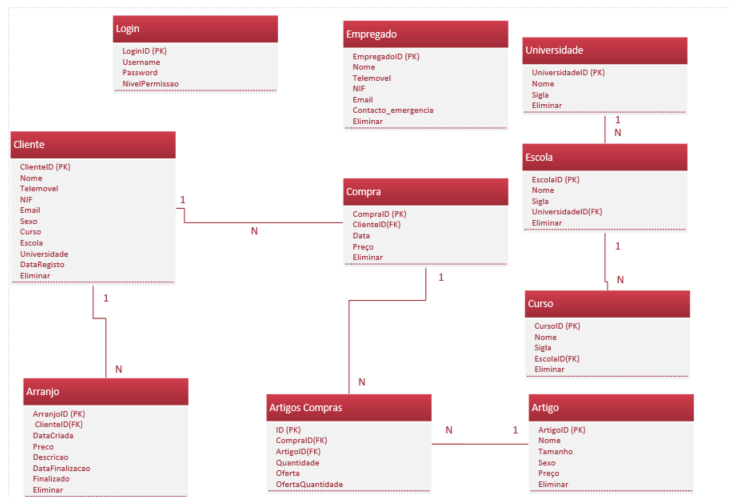 Login
LoginID (PK)
Username
Password
NivelPermissao
Empregado
EmpregadoID (PK)
Nome
Telemovel
NIF
Email
Contacto_emergencia
Eliminar
Universidade
UniversidadeID (PK)
Nome
Sigla
Eliminar
1
N
Cliente
ClienteID (PK)
Nome
Telemovel
NIF
Email
Sexo
Curso
Escola
Universidade
DataRegisto
Eliminar
1
N
Compra
CompraID (PK)
ClienteID(FK)
Data
Preço
Eliminar
Escola
EscolaID (PK)
Nome
Sigla
UniversidadeID(FK)
Eliminar
1
N
1
N
1
N
Curso
CursoID (PK)
Nome
Sigla
EscolaID(FK)
Eliminar
Arranjo
ArranjoID (PK)
ClienteID(FK)
DataCriada
Preco
Descricao
DataFinalizacao
Finalizado
Eliminar
Artigos Compras
ID (PK)
CompraID(FK)
ArtigoID(FK)
Quantidade
Oferta
OfertaQuantidade
N
1
Artigo
ArtigoID (PK)
Nome
Tamanho
Sexo
Preço
Eliminar